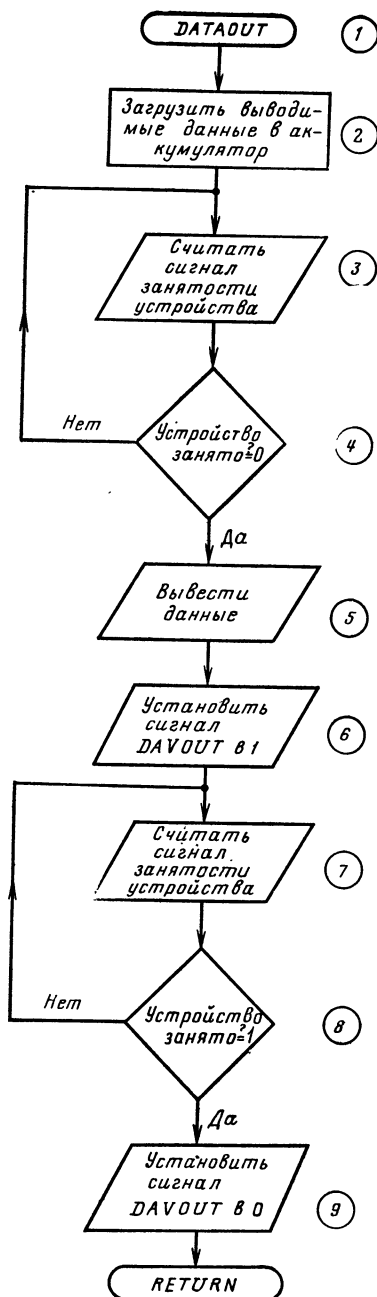 DATAOUT
1
Загрузить выводи-
мые данные в ак-
кумулятор
2
Считать
сигнал
занятости
устройства
3
Нет
Устройство
занято=0
?
4
Да
Вывести
данные
5
Установить
сигнал
DAVOUT в 1
6
Считать
сигнал
занятости
устройства
7
Нет
Устройство
занято=1
?
8
Да
Установить
сигнал
DAVOUT в 0
9
RETURN